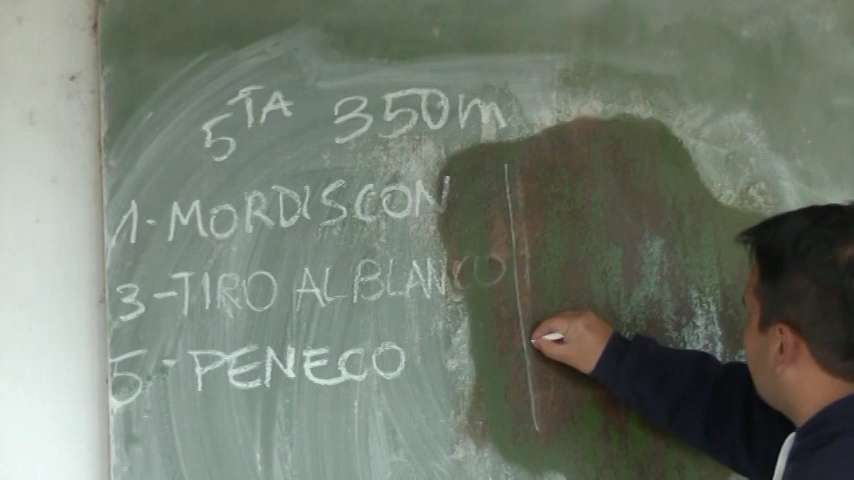 5TA 350m
1-MORDISCON
3-TIRO AL BLANCO
5-PENECO